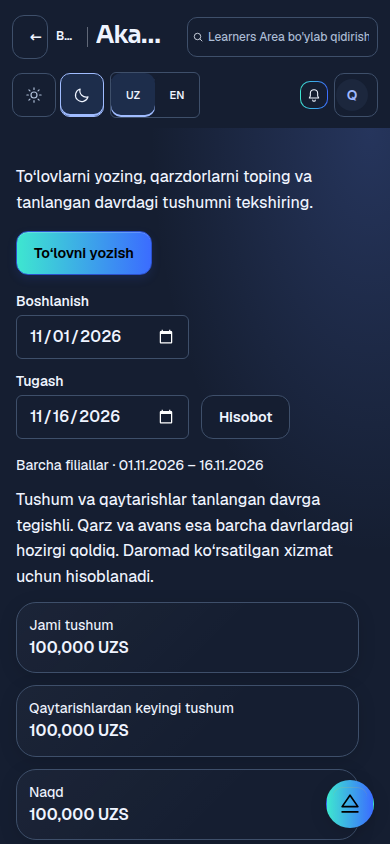 ← B...
Aka...
Learners Area bo'ylab qidirish
UZ
EN
Q
To‘lovlarni yozing, qarzdorlarni toping va
tanlangan davrdagi tushumni tekshiring.
To‘lovni yozish
Boshlanish
11/01/2026
Tugash
11/16/2026
Hisobot
Barcha filiallar · 01.11.2026 – 16.11.2026
Tushum va qaytarishlar tanlangan davrga
tegishli. Qarz va avans esa barcha davrlardagi
hozirgi qoldiq. Daromad ko‘rsatilgan xizmat
uchun hisoblanadi.
Jami tushum
100,000 UZS
Qaytarishlardan keyingi tushum
100,000 UZS
Naqd
100,000 UZS